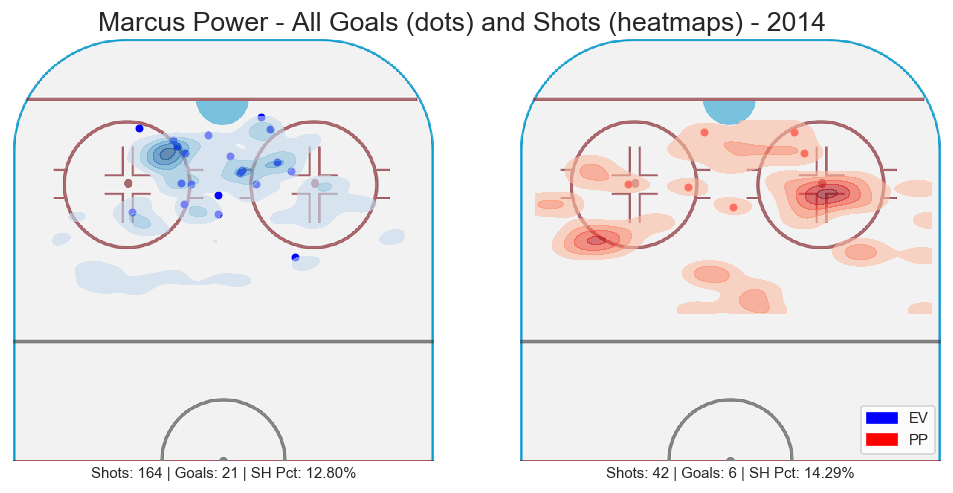 Marcus Power - All Goals (dots) and Shots (heatmaps) - 2014
EV
PP
Shots: 164 | Goals: 21 | SH Pct: 12.80%
Shots: 42 | Goals: 6 | SH Pct: 14.29%